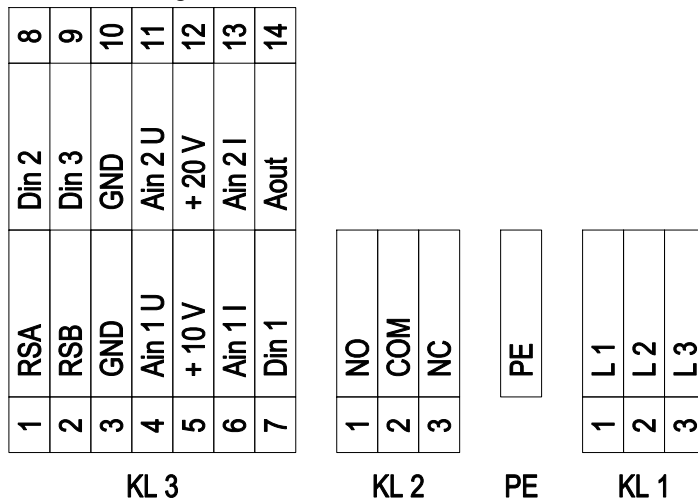 8 9 10 11 12 13 14
Din 2 Din 3 GND Ain 2 U + 20 V Ain 2 I Aout
RSA RSB GND Ain 1 U + 10 V Ain 1 I Din 1 NO COM NC PE L 1 L 2 L 3
1 2 3 4 5 6 7 1 2 3 1 2 3
KL 3 KL 2 PE KL 1